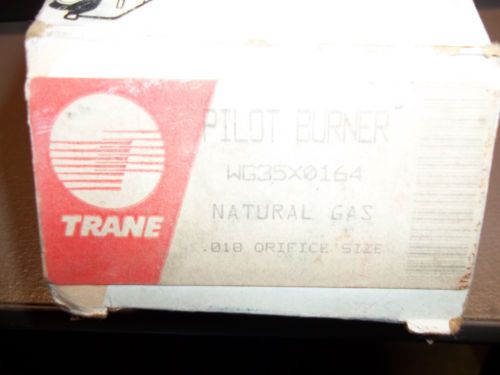 PILOT BURNER
WG35X0164
NATURAL GAS
.018 ORIFICE SIZE
TRANE